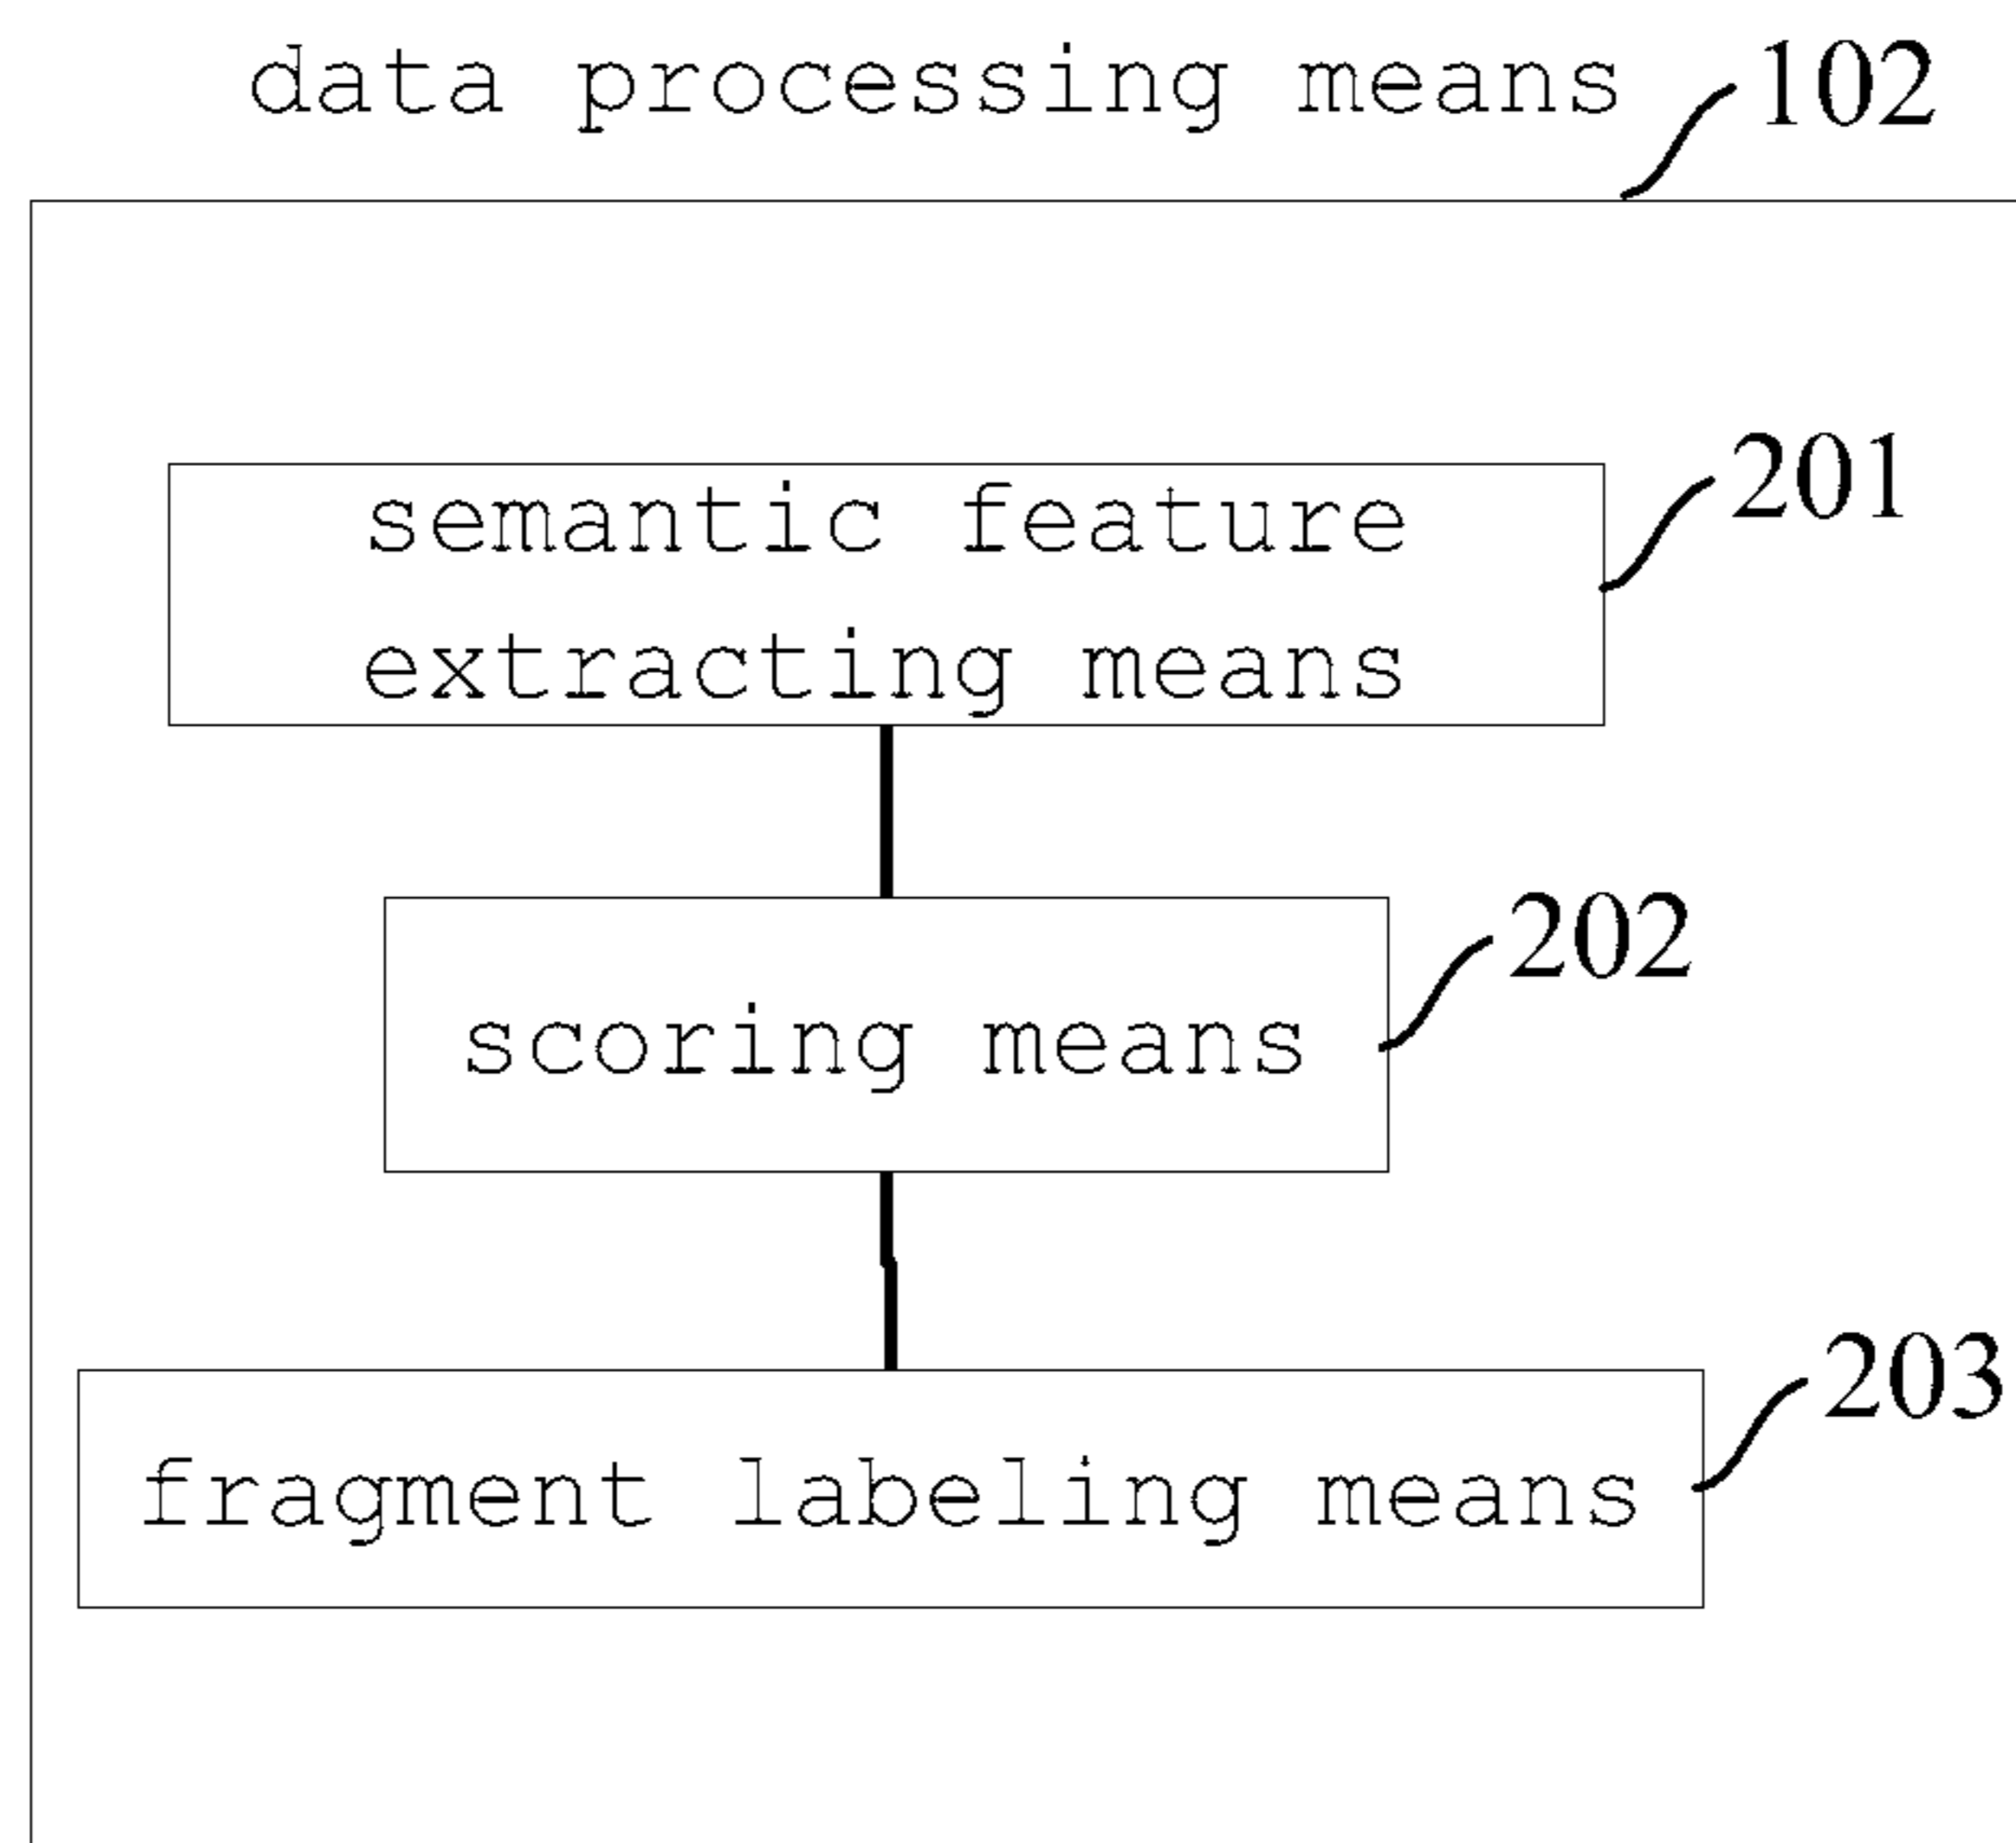 data processing means
102
201
semantic feature
extracting means
202
scoring means
203
fragment labeling means